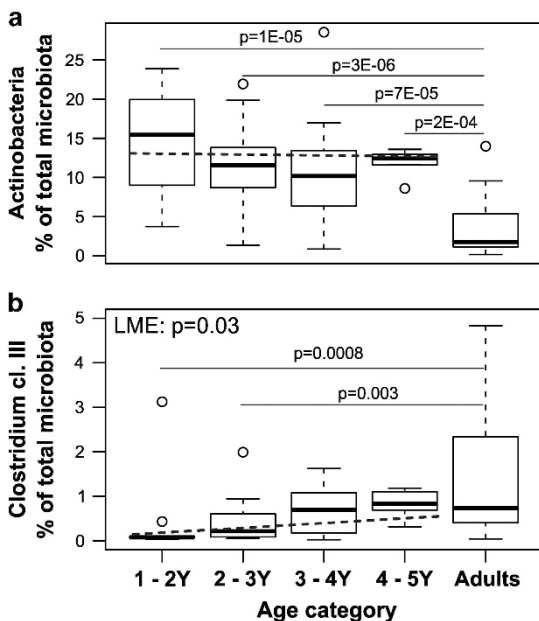 a
p=1E-05
p=3E-06
p=7E-05
p=2E-04
Actinobacteria
% of total microbiota
25
20
15
10
5
0
b
LME: p=0.03
p=0.0008
p=0.003
Clostridium cl. III
% of total microbiota
5
4
3
2
1
0
1 - 2Y 2 - 3Y 3 - 4Y 4 - 5Y Adults
Age category